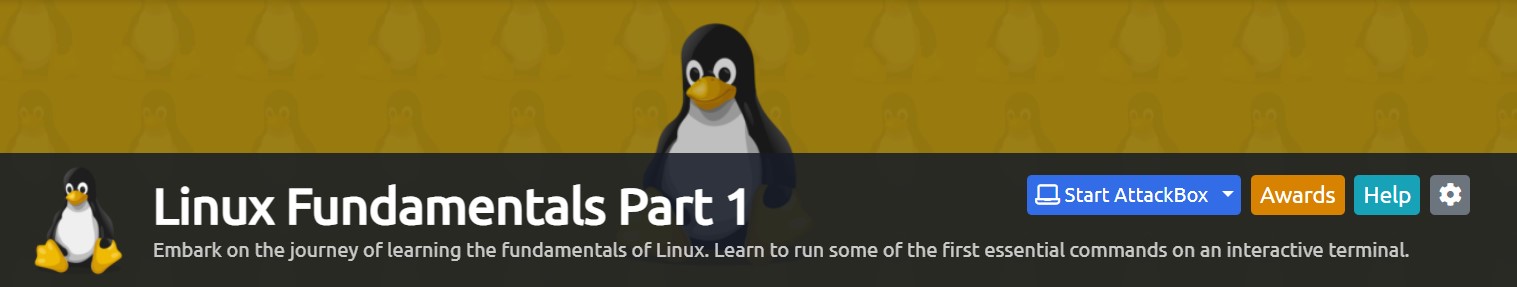 Linux Fundamentals Part 1
Start AttackBox
Awards
Help
Embark on the journey of learning the fundamentals of Linux. Learn to run some of the first essential commands on an interactive terminal.